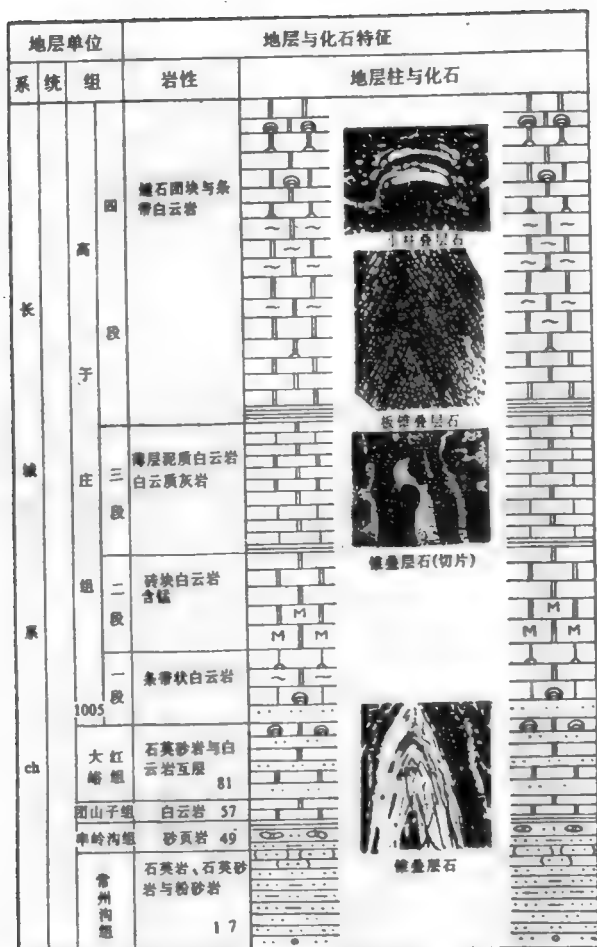 地层单位
地层与化石特征
系
统
组
岩性
地层柱与化石
长城系
ch
高于庄组
1005
四段
燧石团块与条
带白云岩
三段
薄层泥质白云岩
白云质灰岩
二段
砖块白云岩
含锰
一段
条带状白云岩
大红
峪组
石英砂岩与白
云岩互层
81
团山子组
白云岩 57
串岭沟组
砂页岩 49
常州沟组
石英岩、石英砂
岩与粉砂岩
1 7
叠层石
板锥叠层石
锥叠层石(切片)
锥叠层石
M
M
M
M
M
M